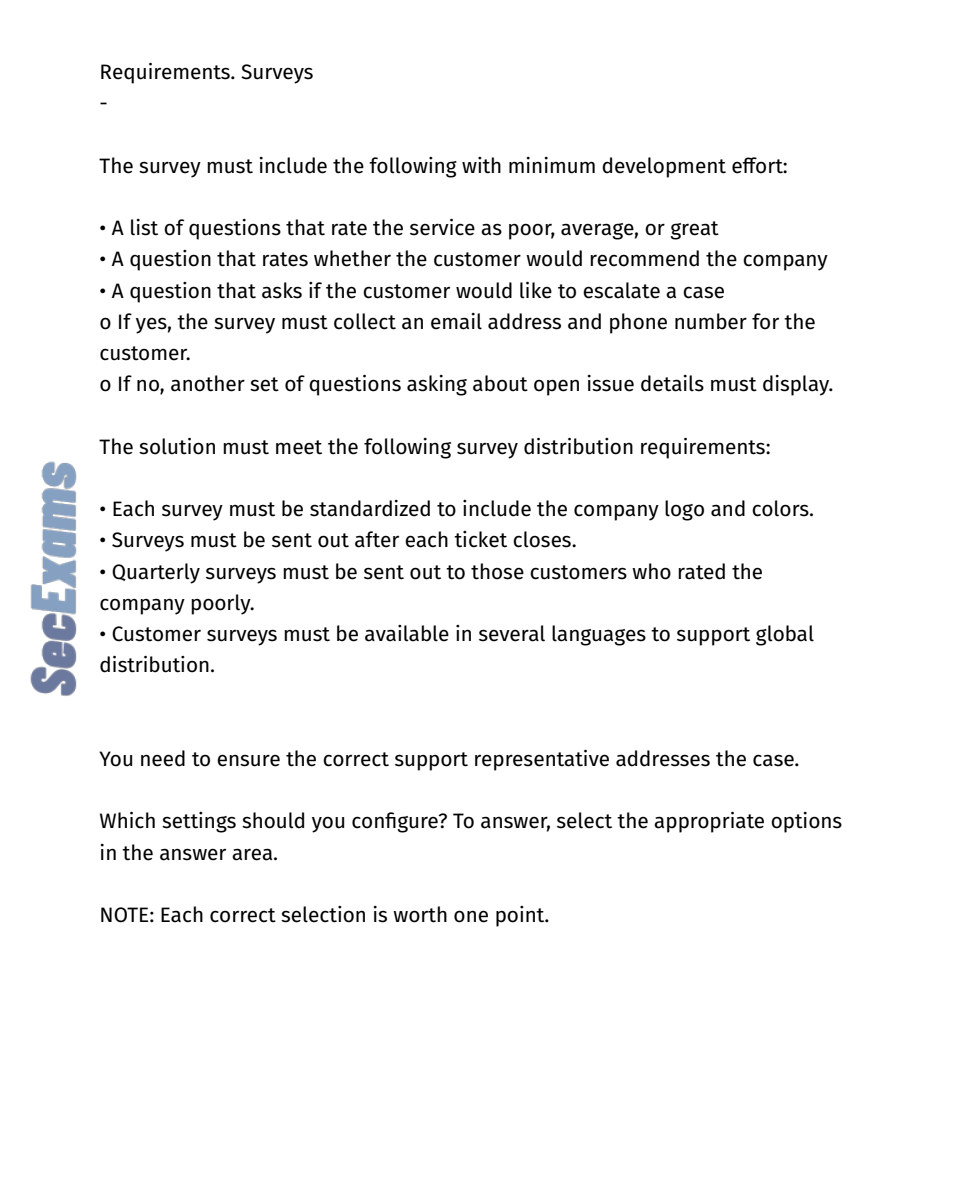 Requirements. Surveys
-
The survey must include the following with minimum development effort:
• A list of questions that rate the service as poor, average, or great
• A question that rates whether the customer would recommend the company
• A question that asks if the customer would like to escalate a case
o If yes, the survey must collect an email address and phone number for the
customer.
o If no, another set of questions asking about open issue details must display.
The solution must meet the following survey distribution requirements:
• Each survey must be standardized to include the company logo and colors.
• Surveys must be sent out after each ticket closes.
• Quarterly surveys must be sent out to those customers who rated the
company poorly.
• Customer surveys must be available in several languages to support global
distribution.
SecExams
You need to ensure the correct support representative addresses the case.
Which settings should you configure? To answer, select the appropriate options
in the answer area.
NOTE: Each correct selection is worth one point.